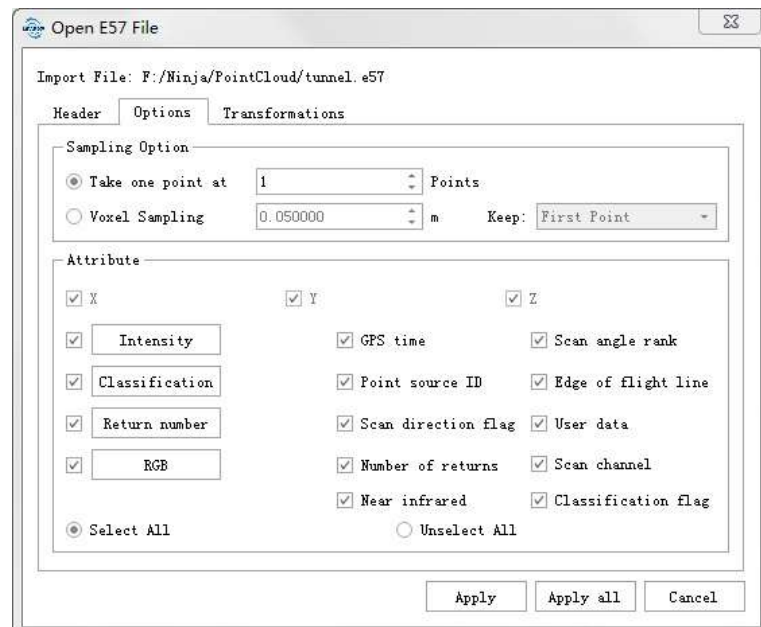 Open E57 File
Import File: F:/Ninja/PointCloud/tunnel.e57
Header Options Transformations
Sampling Option
Take one point at 1 Points
Voxel Sampling 0.050000 m Keep: First Point
Attribute
X Y Z
Intensity GPS time Scan angle rank
Classification Point source ID Edge of flight line
Return number Scan direction flag User data
RGB Number of returns Scan channel
Near infrared Classification flag
Select All Unselect All
Apply Apply all Cancel